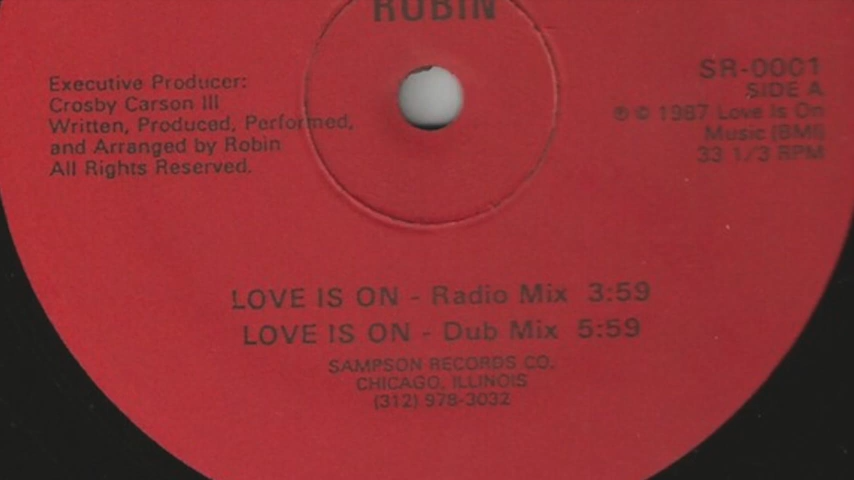 ROBIN
Executive Producer:
Crosby Carson III
Written, Produced, Performed,
and Arranged by Robin
All Rights Reserved.
SR-0001
SIDE A
℗ © 1987 Love Is On
Music (BMI)
33 1/3 RPM
LOVE IS ON - Radio Mix 3:59
LOVE IS ON - Dub Mix 5:59
SAMPSON RECORDS CO.
CHICAGO, ILLINOIS
(312) 978-3032